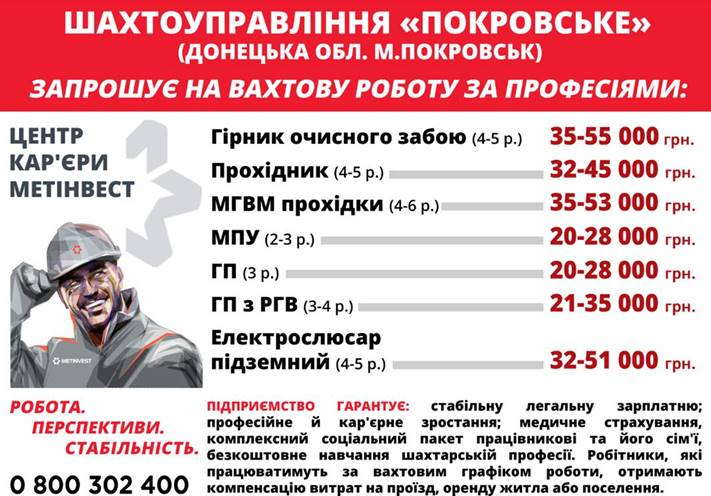 ШАХТОУПРАВЛІННЯ «ПОКРОВСЬКЕ»
(ДОНЕЦЬКА ОБЛ. М.ПОКРОВСЬК)
ЗАПРОШУЄ НА ВАХТОВУ РОБОТУ ЗА ПРОФЕСІЯМИ:
ЦЕНТР
КАР'ЄРИ
МЕТІНВЕСТ
Гірник очисного забою (4-5 р.) 35-55 000 грн.
Прохідник (4-5 р.) 32-45 000 грн.
МГВМ прохідки (4-6 р.) 35-53 000 грн.
МПУ (2-3 р.) 20-28 000 грн.
ГП (3 р.) 20-28 000 грн.
ГП з РГВ (3-4 р.) 21-35 000 грн.
Електрослюсар
підземний (4-5 р.) 32-51 000 грн.
METINVEST
РОБОТА.
ПЕРСПЕКТИВИ.
СТАБІЛЬНІСТЬ.
0 800 302 400
ПІДПРИЄМСТВО ГАРАНТУЄ: стабільну легальну зарплатню;
професійне й кар'єрне зростання; медичне страхування,
комплексний соціальний пакет працівникові та його сім'ї,
безкоштовне навчання шахтарській професії. Робітники, які
працюватимуть за вахтовим графіком роботи, отримають
компенсацію витрат на проїзд, оренду житла або поселення.